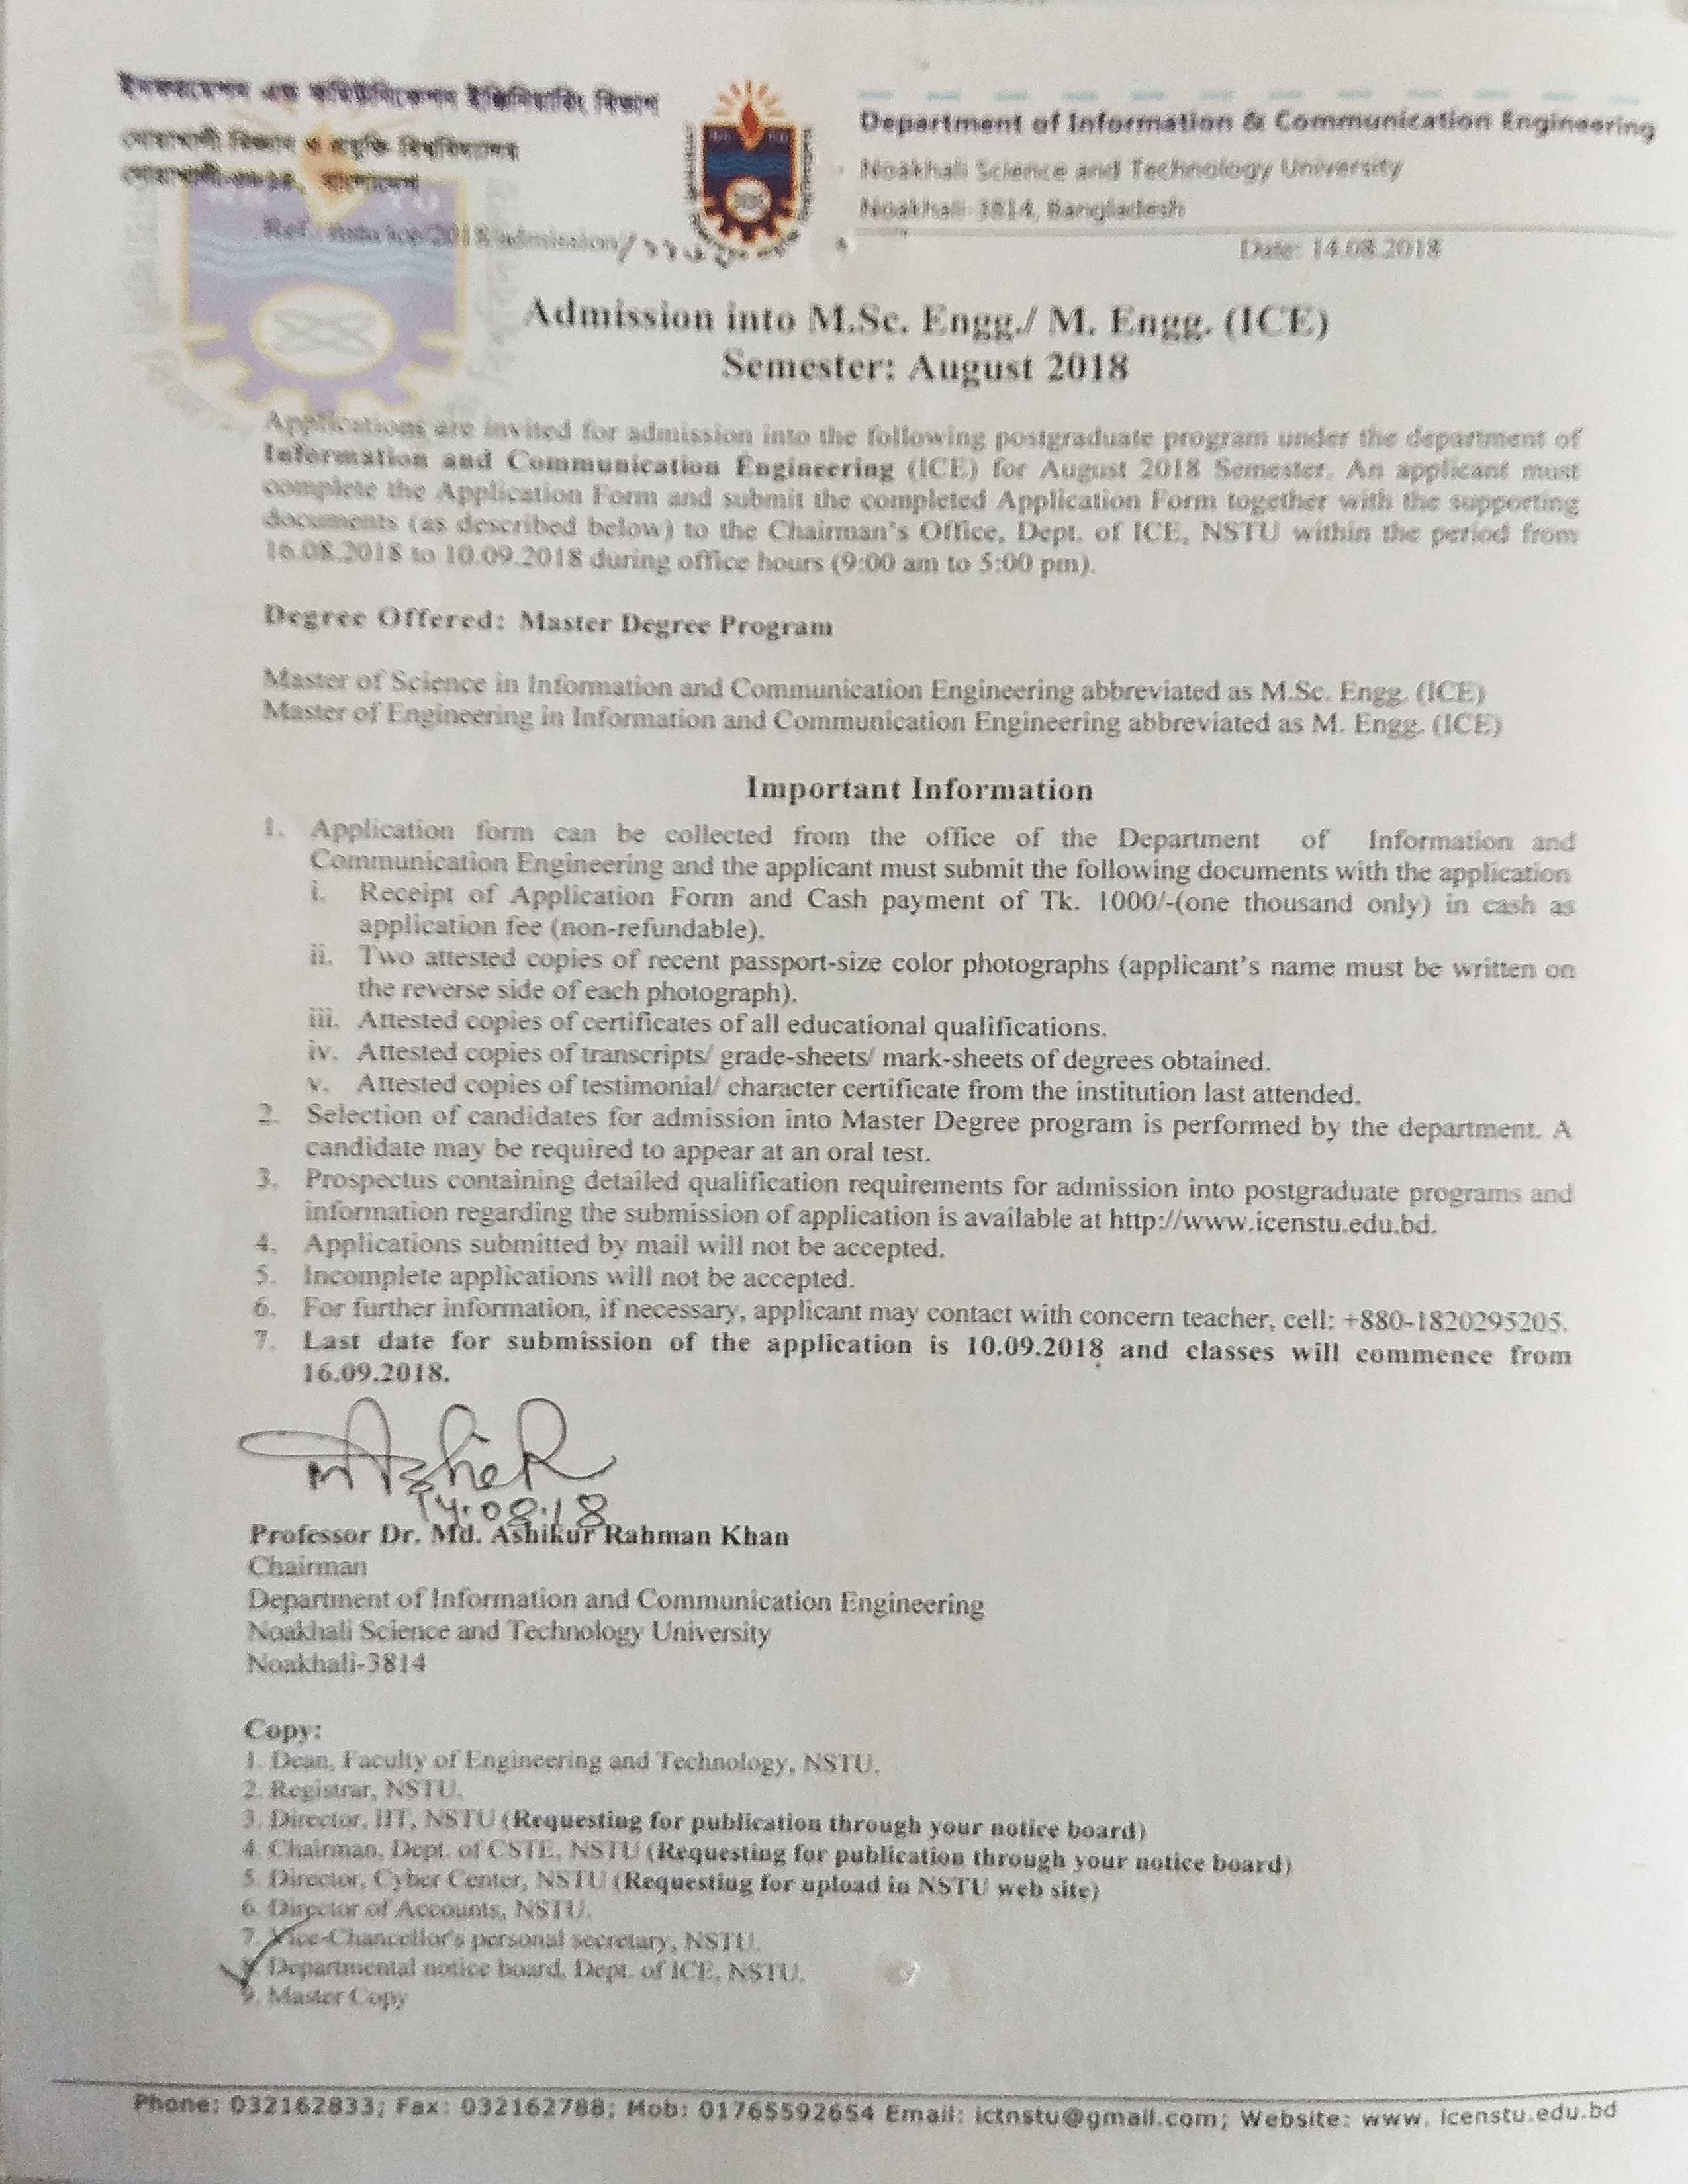 ইনফরমেশন এন্ড কমিউনিকেশন ইঞ্জিনিয়ারিং বিভাগ
নোয়াখালী বিজ্ঞান ও প্রযুক্তি বিশ্ববিদ্যালয়
নোয়াখালী-৩৮১৪, বাংলাদেশ
Department of Information & Communication Engineering
Noakhali Science and Technology University
Noakhali-3814, Bangladesh
Ref: nstu/ice/2018/admission/
Date: 14.08.2018
Admission into M.Sc. Engg./ M. Engg. (ICE)
Semester: August 2018
Applications are invited for admission into the following postgraduate program under the department of
Information and Communication Engineering (ICE) for August 2018 Semester. An applicant must
complete the Application Form and submit the completed Application Form together with the supporting
documents (as described below) to the Chairman's Office, Dept. of ICE, NSTU within the period from
16.08.2018 to 10.09.2018 during office hours (9:00 am to 5:00 pm).
Degree Offered: Master Degree Program
Master of Science in Information and Communication Engineering abbreviated as M.Sc. Engg. (ICE)
Master of Engineering in Information and Communication Engineering abbreviated as M. Engg. (ICE)
Important Information
1. Application form can be collected from the office of the Department of Information and
Communication Engineering and the applicant must submit the following documents with the application
i. Receipt of Application Form and Cash payment of Tk. 1000/-(one thousand only) in cash as
application fee (non-refundable).
ii. Two attested copies of recent passport-size color photographs (applicant's name must be written on
the reverse side of each photograph).
iii. Attested copies of certificates of all educational qualifications.
iv. Attested copies of transcripts/ grade-sheets/ mark-sheets of degrees obtained.
v. Attested copies of testimonial/ character certificate from the institution last attended.
2. Selection of candidates for admission into Master Degree program is performed by the department. A
candidate may be required to appear at an oral test.
3. Prospectus containing detailed qualification requirements for admission into postgraduate programs and
information regarding the submission of application is available at http://www.icenstu.edu.bd.
4. Applications submitted by mail will not be accepted.
5. Incomplete applications will not be accepted.
6. For further information, if necessary, applicant may contact with concern teacher, cell: +880-1820295205.
7. Last date for submission of the application is 10.09.2018 and classes will commence from
16.09.2018.
14.08.18
Professor Dr. Md. Ashikur Rahman Khan
Chairman
Department of Information and Communication Engineering
Noakhali Science and Technology University
Noakhali-3814
Copy:
1. Dean, Faculty of Engineering and Technology, NSTU.
2. Registrar, NSTU.
3. Director, IIT, NSTU (Requesting for publication through your notice board)
4. Chairman, Dept. of CSTE, NSTU (Requesting for publication through your notice board)
5. Director, Cyber Center, NSTU (Requesting for upload in NSTU web site)
6. Director of Accounts, NSTU.
7. Vice-Chancellor's personal secretary, NSTU.
8. Departmental notice board, Dept. of ICE, NSTU.
9. Master Copy
Phone: 032162833; Fax: 032162788; Mob: 01765592654 Email: ictnstu@gmail.com; Website: www. icenstu.edu.bd